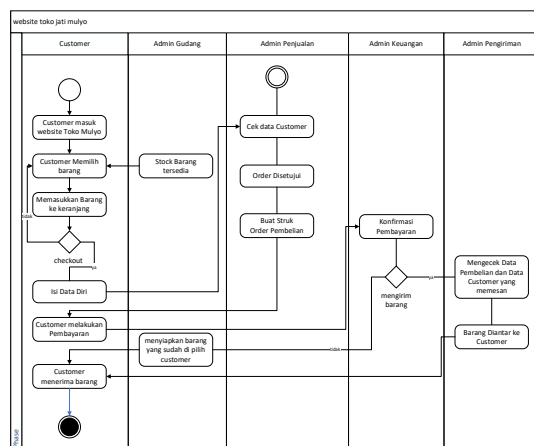 website toko jati mulyo
Customer
Admin Gudang
Admin Penjualan
Admin Keuangan
Admin Pengiriman
Customer masuk
website Toko Mulyo
Cek data Customer
Customer Memilih
barang
Stock Barang
tersedia
Order Disetujui
Memasukkan Barang
ke keranjang
tidak
Buat Struk
Order Pembelian
Konfirmasi
Pembayaran
checkout
ya
Mengecek Data
Pembelian dan Data
Customer yang
memesan
ya
mengirim
barang
Isi Data Diri
Customer melakukan
Pembayaran
Barang Diantar ke
Customer
menyiapkan barang
yang sudah di pilih
customer
tidak
Customer
menerima barang
Phase